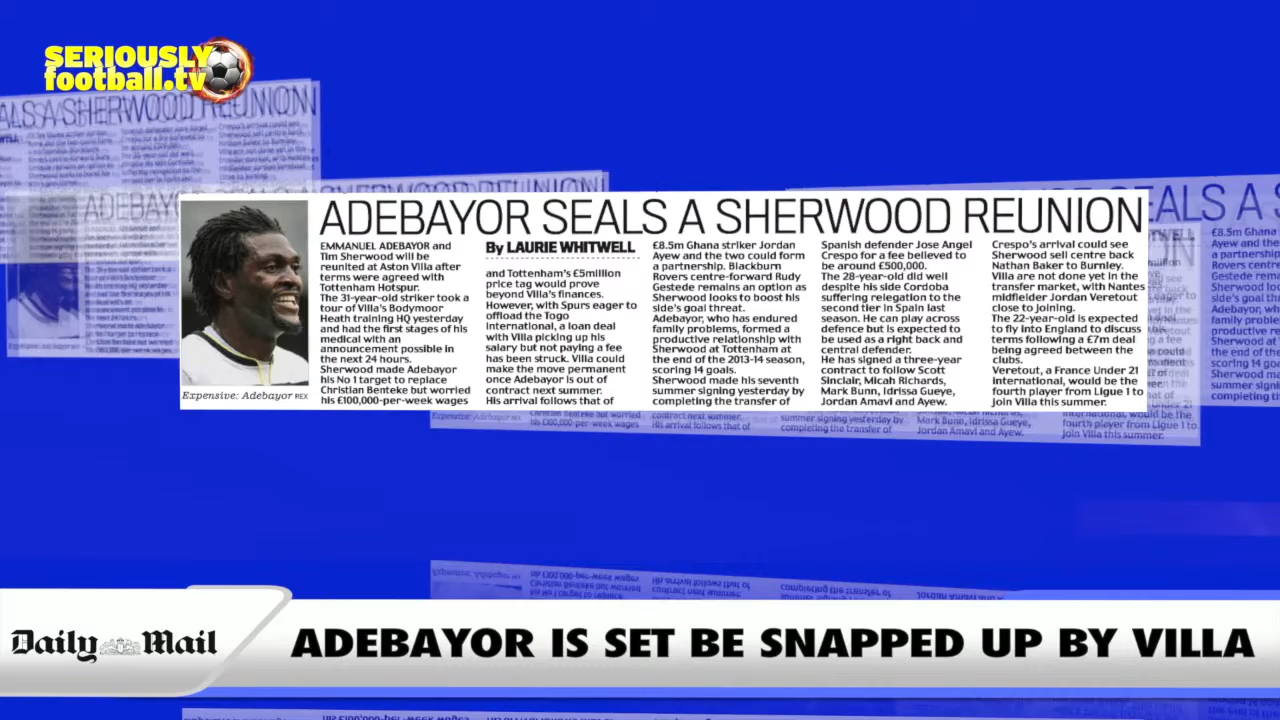 SERIOUSLY
football.tv
ADEBAYOR SEALS A SHERWOOD REUNION
EMMANUEL ADEBAYOR and
Tim Sherwood will be
reunited at Aston Villa after
terms were agreed with
Tottenham Hotspur.
The 31-year-old striker took a
tour of Villa's Bodymoor
Heath training HQ yesterday
and had the first stages of his
medical with an
announcement possible in
the next 24 hours.
Sherwood made Adebayor
his No 1 target to replace
Christian Benteke but worried
his £100,000-per-week wages
By LAURIE WHITWELL
and Tottenham's £5million
price tag would prove
beyond Villa's finances.
However, with Spurs eager to
offload the Togo
International, a loan deal
with Villa picking up his
salary but not paying a fee
has been struck. Villa could
make the move permanent
once Adebayor is out of
contract next summer.
His arrival follows that of
£8.5m Ghana striker Jordan
Ayew and the two could form
a partnership. Blackburn
Rovers centre-forward Rudy
Gestede remains an option as
Sherwood looks to boost his
side's goal threat.
Adebayor, who has endured
family problems, formed a
productive relationship with
Sherwood at Tottenham at
the end of the 2013-14 season,
scoring 14 goals.
Sherwood made his seventh
summer signing yesterday by
completing the transfer of
Spanish defender Jose Angel
Crespo for a fee believed to
be around £500,000.
The 28-year-old did well
despite his side Cordoba
suffering relegation to the
second tier in Spain last
season. He can play across
defence but is expected to
be used as a right back and
central defender.
He has signed a three-year
contract to follow Scott
Sinclair, Micah Richards,
Mark Bunn, Idrissa Gueye,
Jordan Amavi and Ayew.
Crespo's arrival could see
Sherwood sell centre back
Nathan Baker to Burnley.
Villa are not done yet in the
transfer market, with Nantes
midfielder Jordan Veretout
close to joining.
The 22-year-old is expected
to fly into England to discuss
terms following a £7m deal
being agreed between the
clubs.
Veretout, a France Under 21
international, would be the
fourth player from Ligue 1 to
join Villa this summer.
Expensive: Adebayor REX
Daily Mail
ADEBAYOR IS SET BE SNAPPED UP BY VILLA